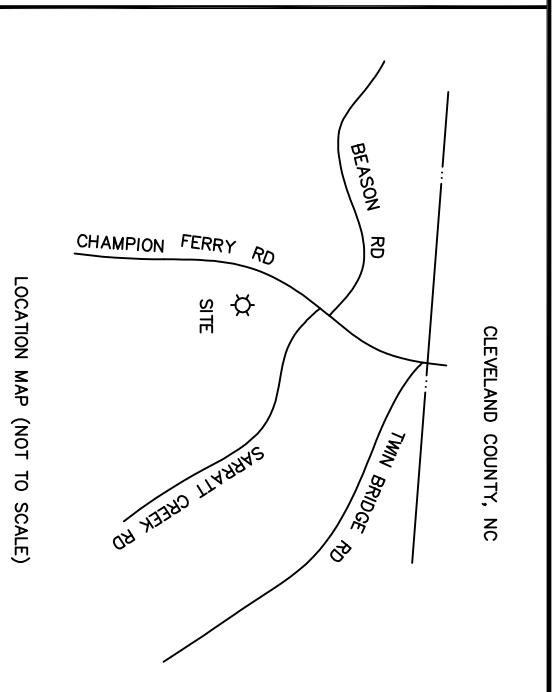 CLEVELAND COUNTY, NC
BEASON RD
TWIN BRIDGE RD
CHAMPION FERRY RD
SITE
SARRATT CREEK RD
LOCATION MAP (NOT TO SCALE)